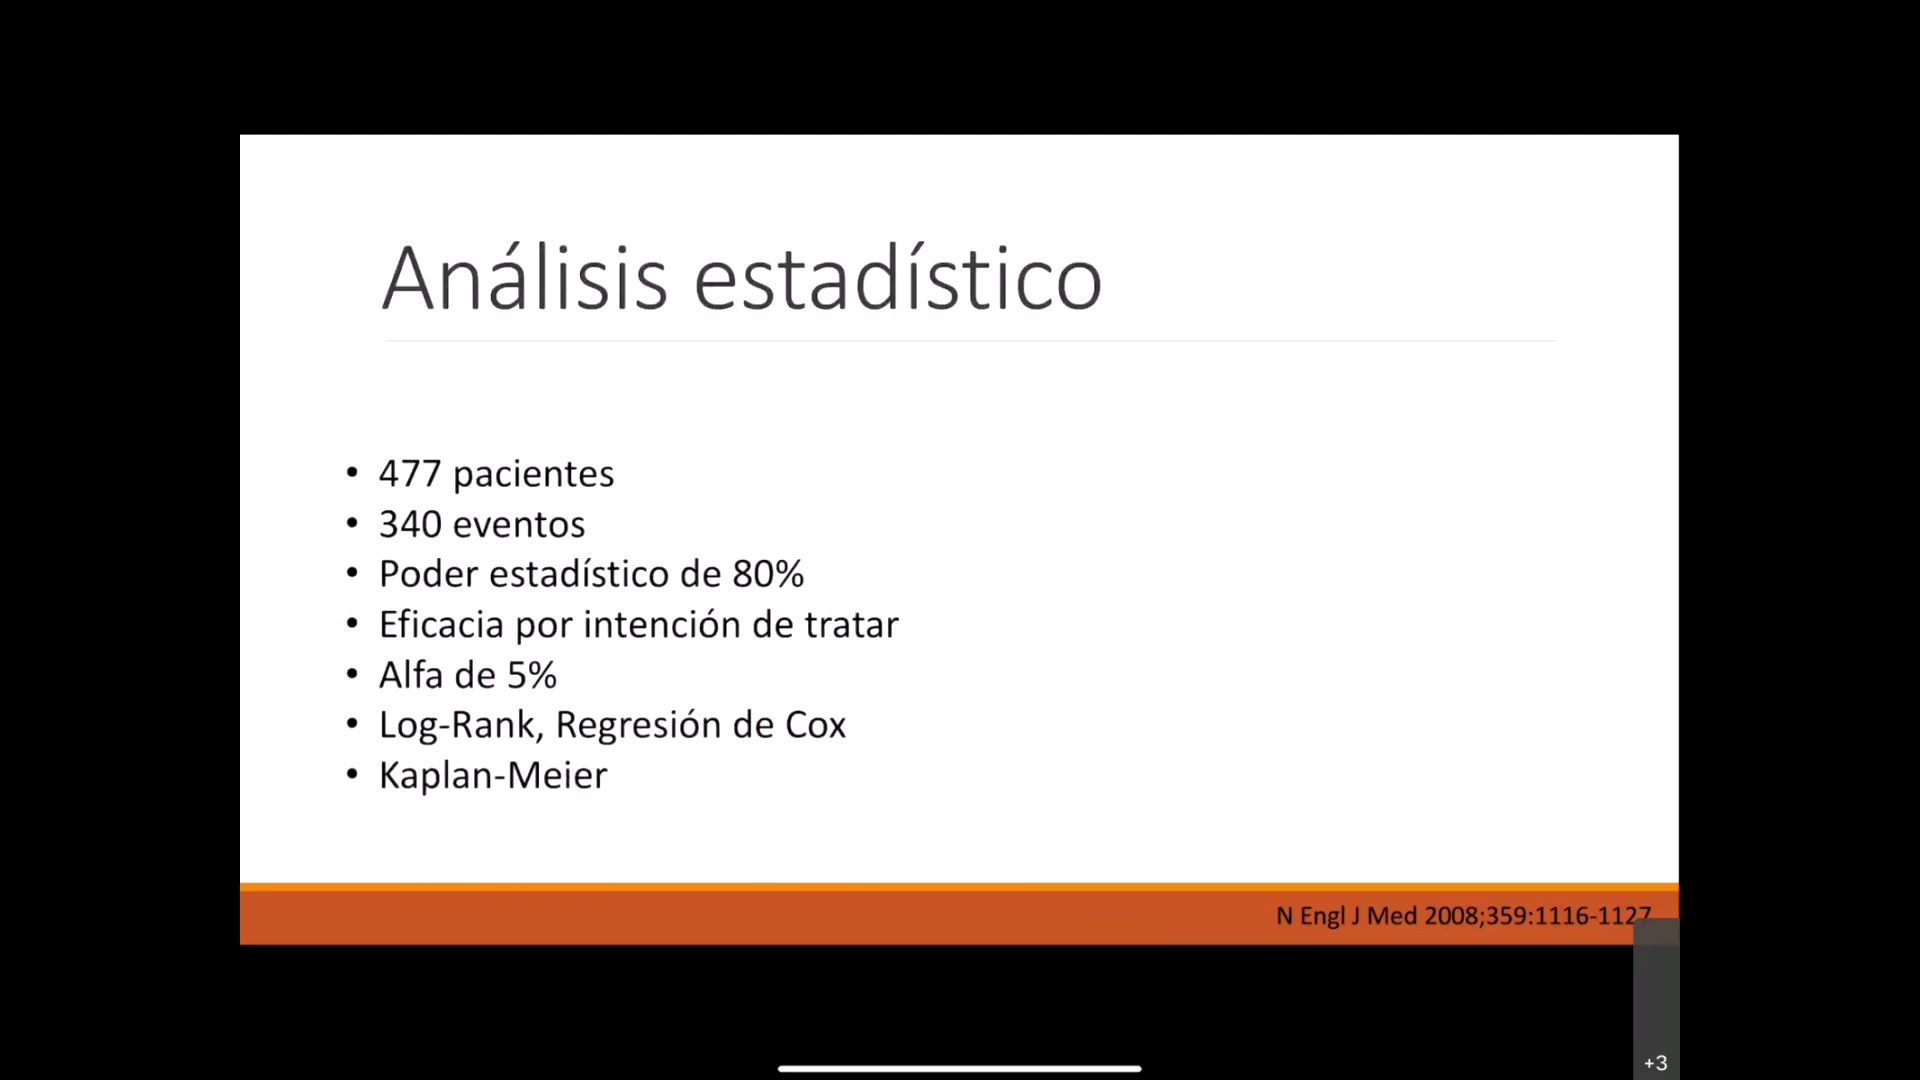 Análisis estadístico
• 477 pacientes
• 340 eventos
• Poder estadístico de 80%
• Eficacia por intención de tratar
• Alfa de 5%
• Log-Rank, Regresión de Cox
• Kaplan-Meier
N Engl J Med 2008;359:1116-1127
+3